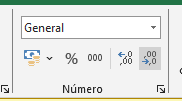 General
% 000 ←0 ,00 ,00 →,0
Número